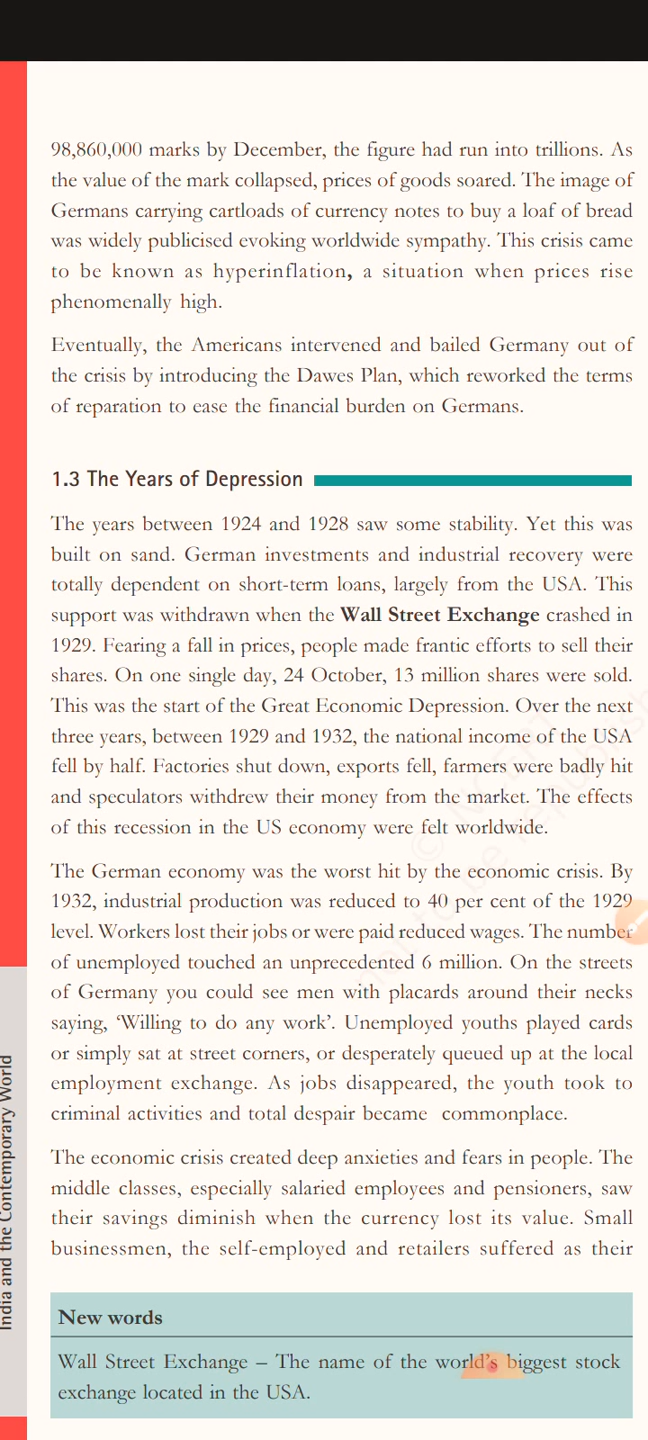 98,860,000 marks by December, the figure had run into trillions. As
the value of the mark collapsed, prices of goods soared. The image of
Germans carrying cartloads of currency notes to buy a loaf of bread
was widely publicised evoking worldwide sympathy. This crisis came
to be known as hyperinflation, a situation when prices rise
phenomenally high.
Eventually, the Americans intervened and bailed Germany out of
the crisis by introducing the Dawes Plan, which reworked the terms
of reparation to ease the financial burden on Germans.
1.3 The Years of Depression
The years between 1924 and 1928 saw some stability. Yet this was
built on sand. German investments and industrial recovery were
totally dependent on short-term loans, largely from the USA. This
support was withdrawn when the Wall Street Exchange crashed in
1929. Fearing a fall in prices, people made frantic efforts to sell their
shares. On one single day, 24 October, 13 million shares were sold.
This was the start of the Great Economic Depression. Over the next
three years, between 1929 and 1932, the national income of the USA
fell by half. Factories shut down, exports fell, farmers were badly hit
and speculators withdrew their money from the market. The effects
of this recession in the US economy were felt worldwide.
The German economy was the worst hit by the economic crisis. By
1932, industrial production was reduced to 40 per cent of the 1929
level. Workers lost their jobs or were paid reduced wages. The number
of unemployed touched an unprecedented 6 million. On the streets
of Germany you could see men with placards around their necks
saying, ‘Willing to do any work’. Unemployed youths played cards
or simply sat at street corners, or desperately queued up at the local
employment exchange. As jobs disappeared, the youth took to
criminal activities and total despair became commonplace.
The economic crisis created deep anxieties and fears in people. The
middle classes, especially salaried employees and pensioners, saw
their savings diminish when the currency lost its value. Small
businessmen, the self-employed and retailers suffered as their
New words
Wall Street Exchange – The name of the world’s biggest stock
exchange located in the USA.
India and the Contemporary World